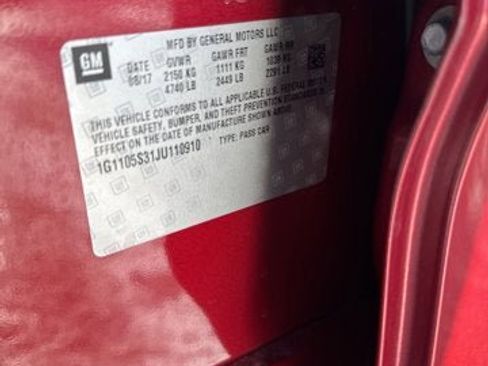 GM
MFD BY GENERAL MOTORS LLC
DATE GVWR GAWR FRT GAWR RR
08/17 2150 KG 1111 KG 1039 KG
4740 LB 2449 LB 2291 LB
THIS VEHICLE CONFORMS TO ALL APPLICABLE U.S. FEDERAL MOTOR
VEHICLE SAFETY, BUMPER, AND THEFT PREVENTION STANDARDS IN
EFFECT ON THE DATE OF MANUFACTURE SHOWN ABOVE.
1G1105S31JU110910 TYPE: PASS CAR